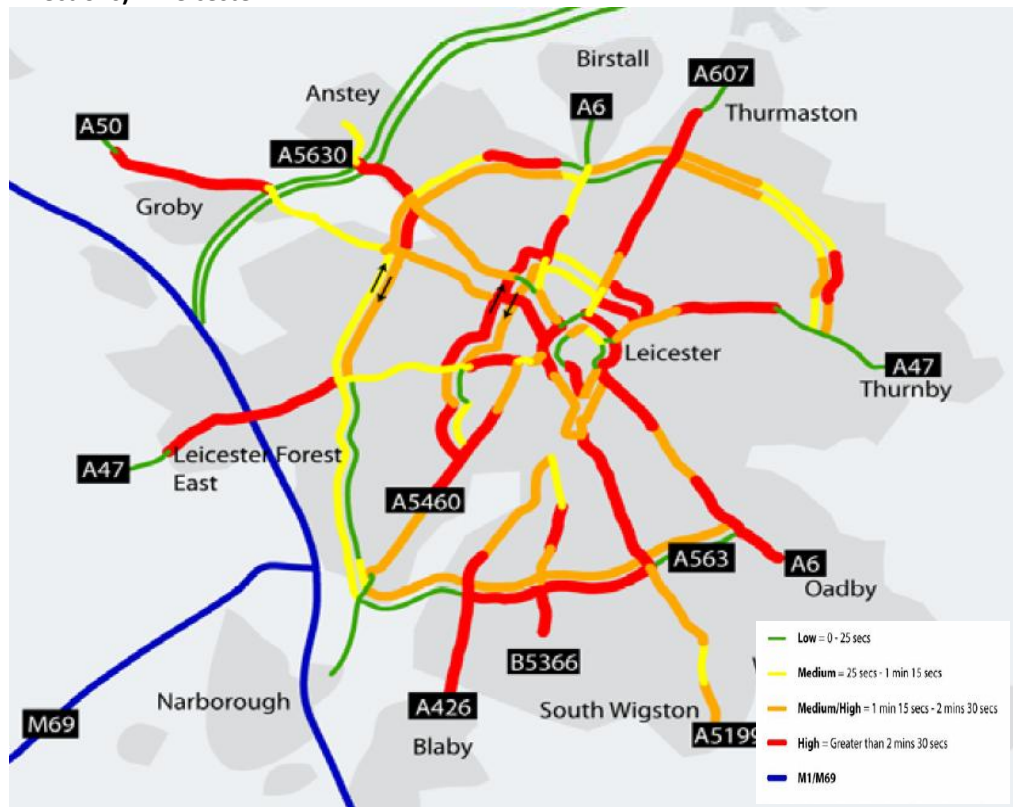 Birstall
A607
Anstey
A6
Thurmaston
A50
A5630
Groby
Leicester
A47
Thurnby
Leicester Forest
East
A47
A5460
A563
A6
Oadby
Low = 0 - 25 secs
Medium = 25 secs - 1 min 15 secs
B5366
Narborough
A426
South Wigston
Medium/High = 1 min 15 secs - 2 mins 30 secs
M69
Blaby
A5199
High = Greater than 2 mins 30 secs
M1/M69